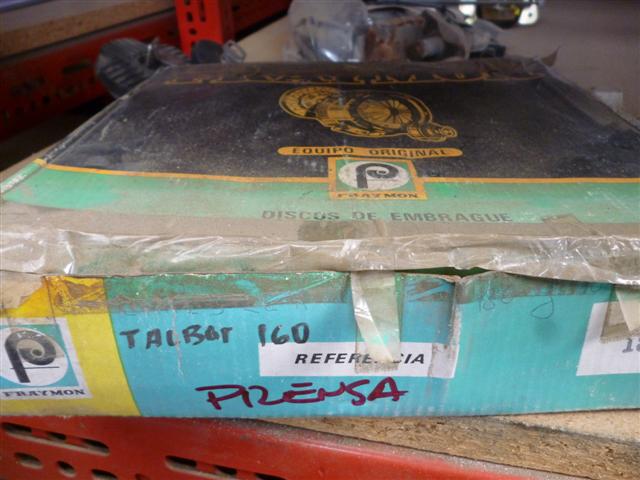 EQUIPO ORIGINAL
FRAYMON
DISCOS DE EMBRAGUE
TALBOT 160
REFERENCIA
FRAYMON
PRENSA